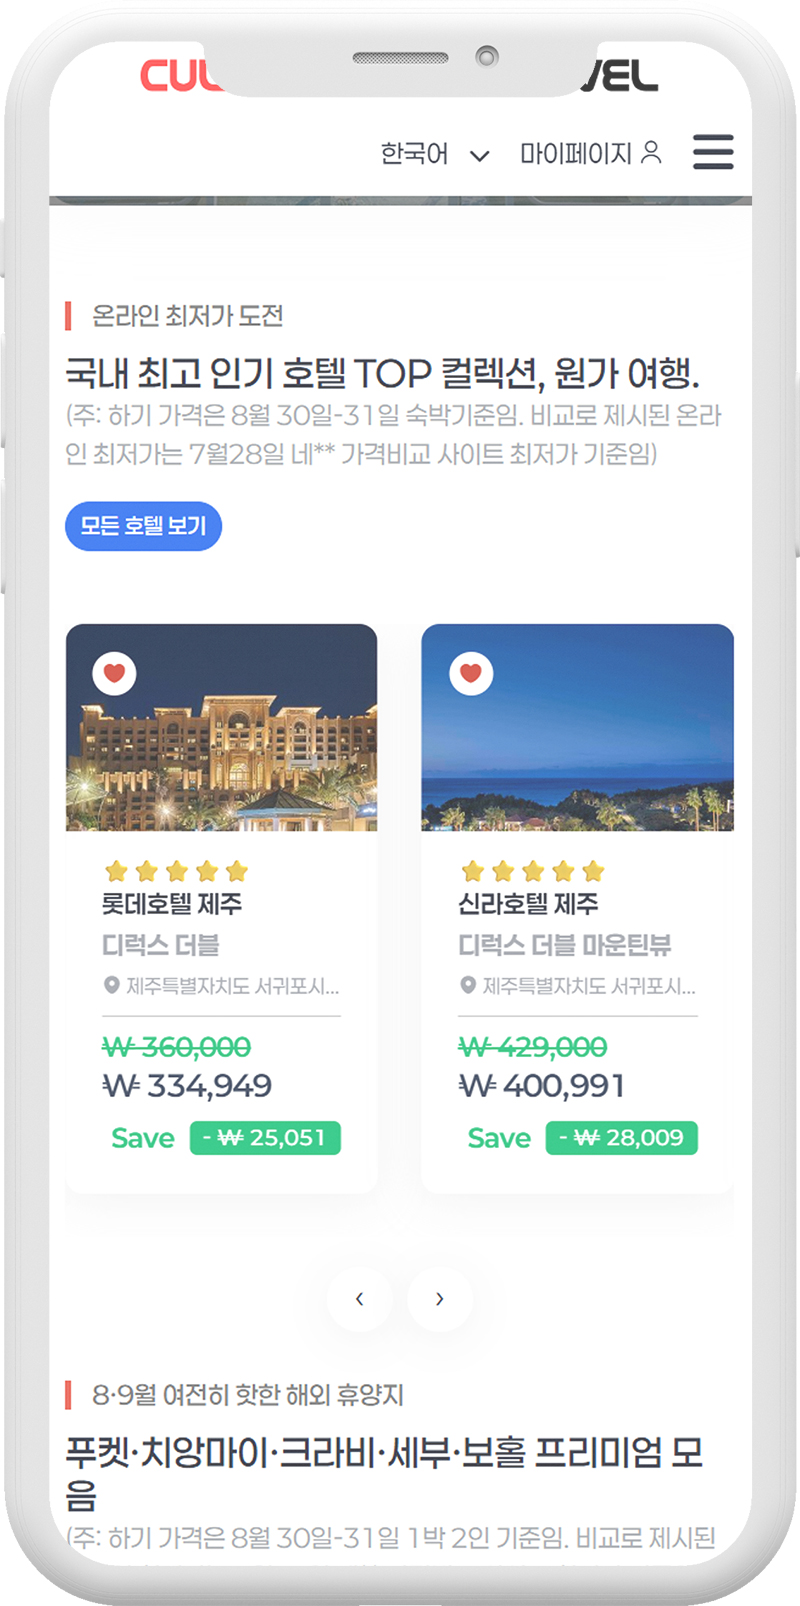 한국어 마이페이지
온라인 최저가 도전
국내 최고 인기 호텔 TOP 컬렉션, 원가 여행.
(주: 하기 가격은 8월 30일-31일 숙박기준임. 비교로 제시된 온라
인 최저가는 7월28일 네** 가격비교 사이트 최저가 기준임)
모든 호텔 보기
롯데호텔 제주
디럭스 더블
제주특별자치도 서귀포시...
₩ 360,000
₩ 334,949
Save - ₩ 25,051
신라호텔 제주
디럭스 더블 마운틴뷰
제주특별자치도 서귀포시...
₩ 429,000
₩ 400,991
Save - ₩ 28,009
8·9월 여전히 핫한 해외 휴양지
푸켓·치앙마이·크라비·세부·보홀 프리미엄 모
음
(주: 하기 가격은 8월 30일-31일 1박 2인 기준임. 비교로 제시된